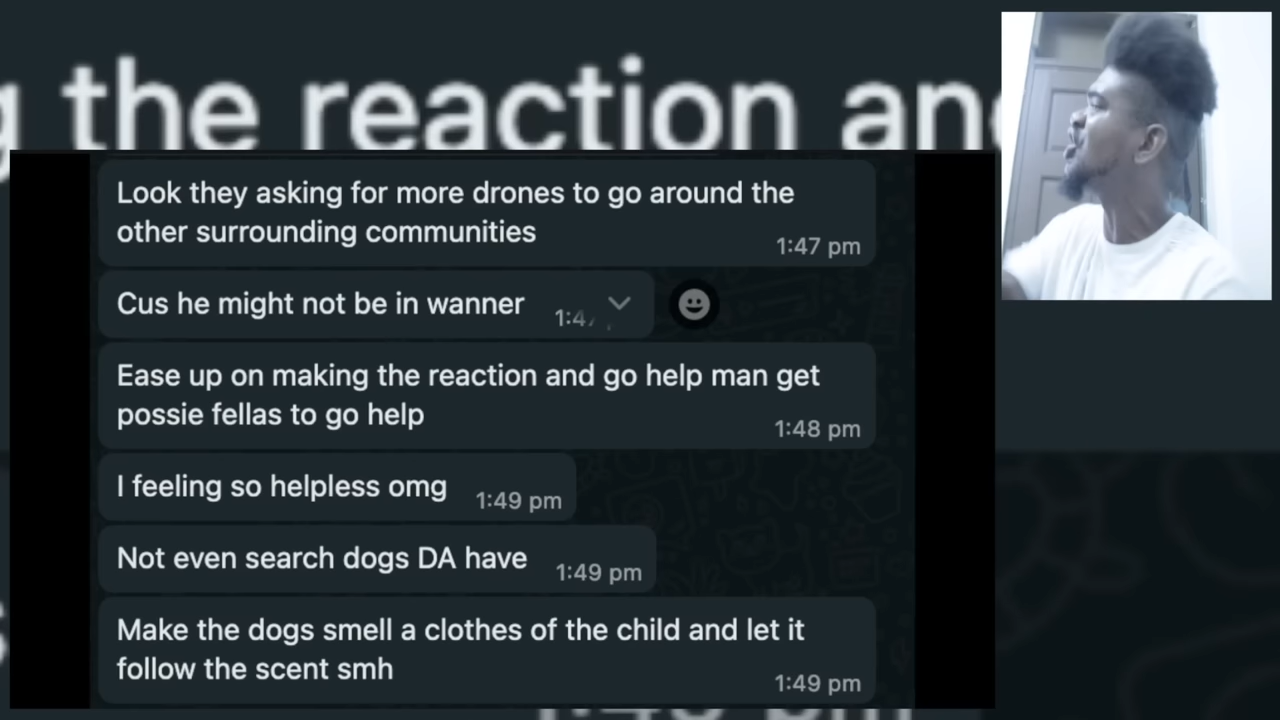 the reaction an
Look they asking for more drones to go around the
other surrounding communities
1:47 pm
Cus he might not be in wanner
1:4
Ease up on making the reaction and go help man get
possie fellas to go help
1:48 pm
I feeling so helpless omg
1:49 pm
Not even search dogs DA have
1:49 pm
Make the dogs smell a clothes of the child and let it
follow the scent smh
1:49 pm